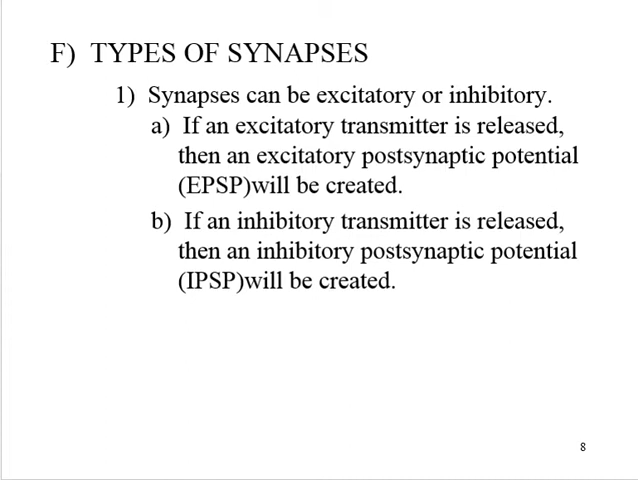 F) TYPES OF SYNAPSES
1) Synapses can be excitatory or inhibitory.
a) If an excitatory transmitter is released,
then an excitatory postsynaptic potential
(EPSP)will be created.
b) If an inhibitory transmitter is released,
then an inhibitory postsynaptic potential
(IPSP)will be created.
8